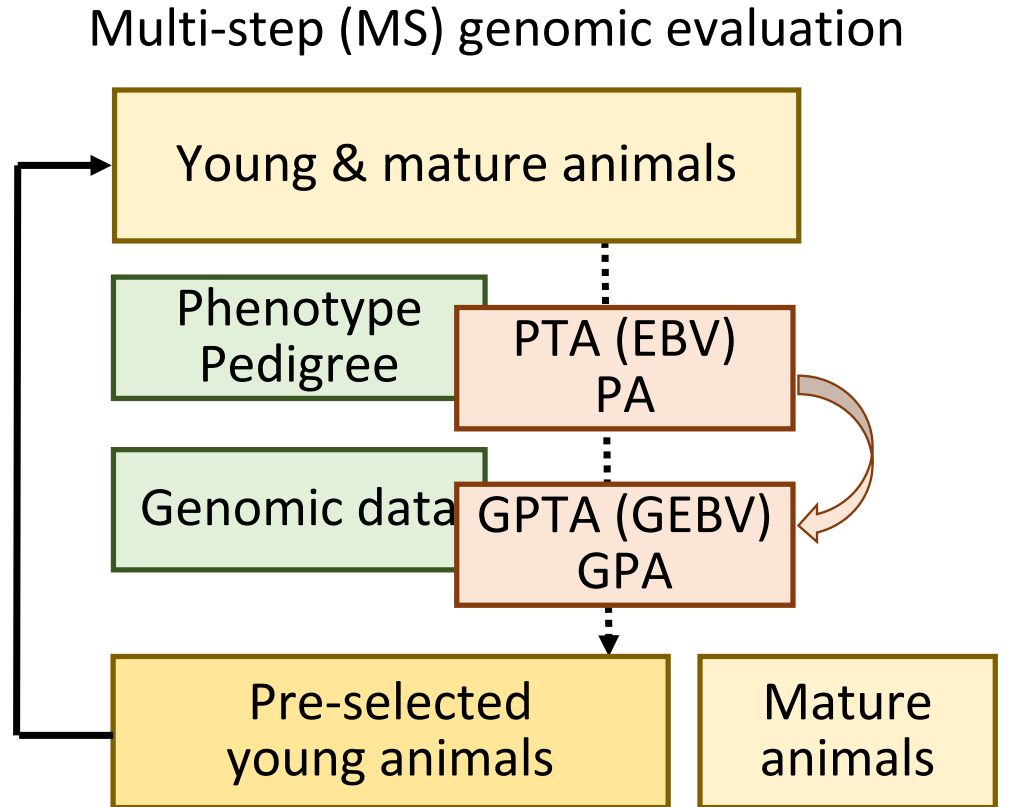 Multi-step (MS) genomic evaluation
Young & mature animals
Phenotype
Pedigree
PTA (EBV)
PA
Genomic data
GPTA (GEBV)
GPA
Pre-selected
young animals
Mature
animals